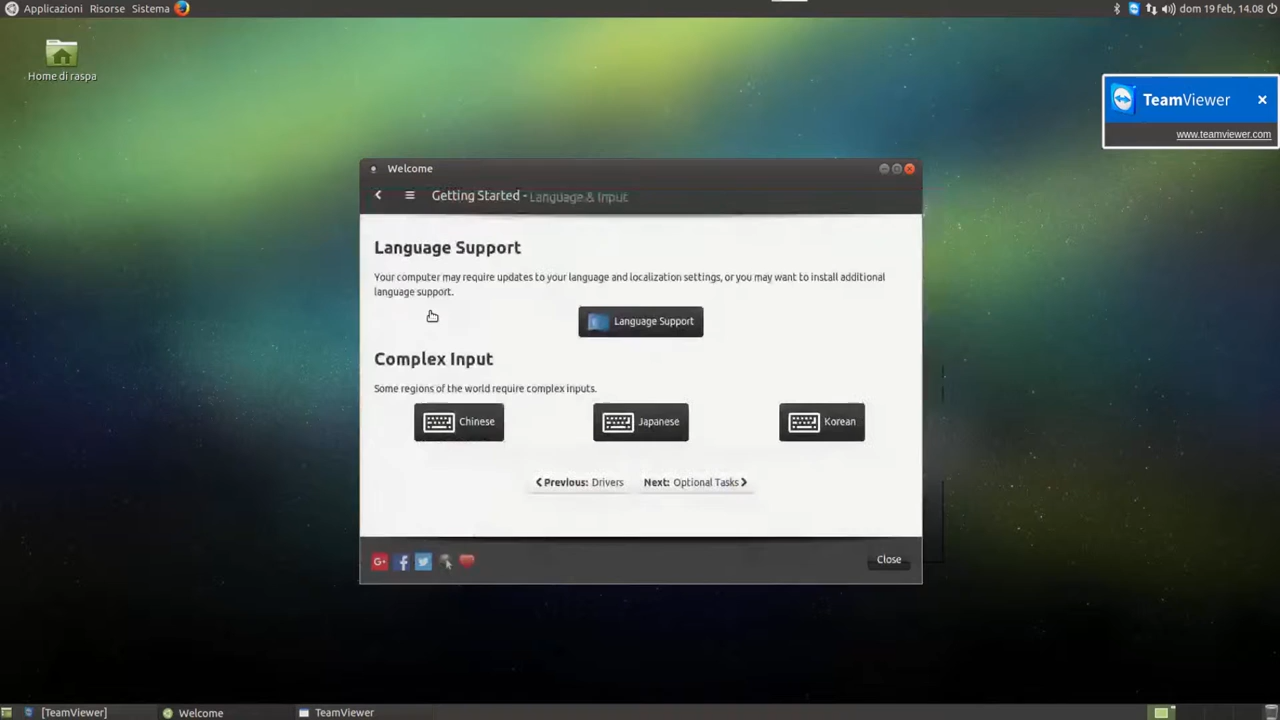 Applicazioni Risorse Sistema
dom 19 feb, 14.08
Home di raspa
TeamViewer
www.teamviewer.com
Welcome
Getting Started - Language & Input
Language Support
Your computer may require updates to your language and localization settings, or you may want to install additional
language support.
Language Support
Complex Input
Some regions of the world require complex inputs.
Chinese
Japanese
Korean
Previous: Drivers
Next: Optional Tasks
G+
Close
[TeamViewer]
Welcome
TeamViewer